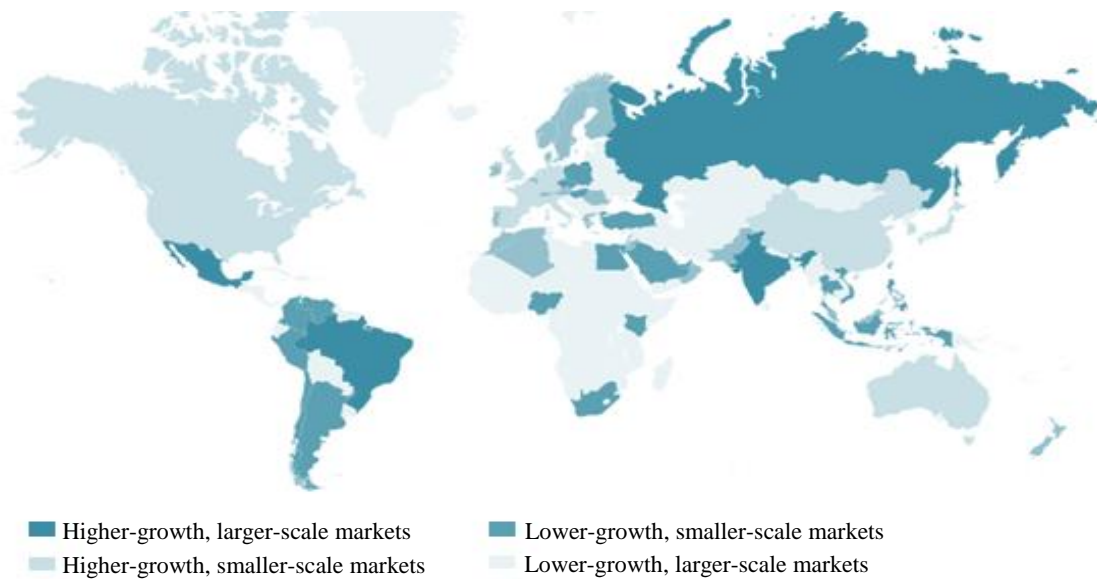 Higher-growth, larger-scale markets
Lower-growth, smaller-scale markets
Higher-growth, smaller-scale markets
Lower-growth, larger-scale markets